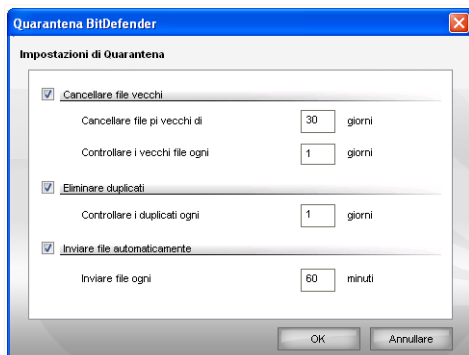 Quarantena BitDefender
Impostazioni di Quarantena
Cancellare file vecchi
Cancellare file pi vecchi di 30 giorni
Controllare i vecchi file ogni 1 giorni
Eliminare duplicati
Controllare i duplicati ogni 1 giorni
Inviare file automaticamente
Inviare file ogni 60 minuti
OK Annullare